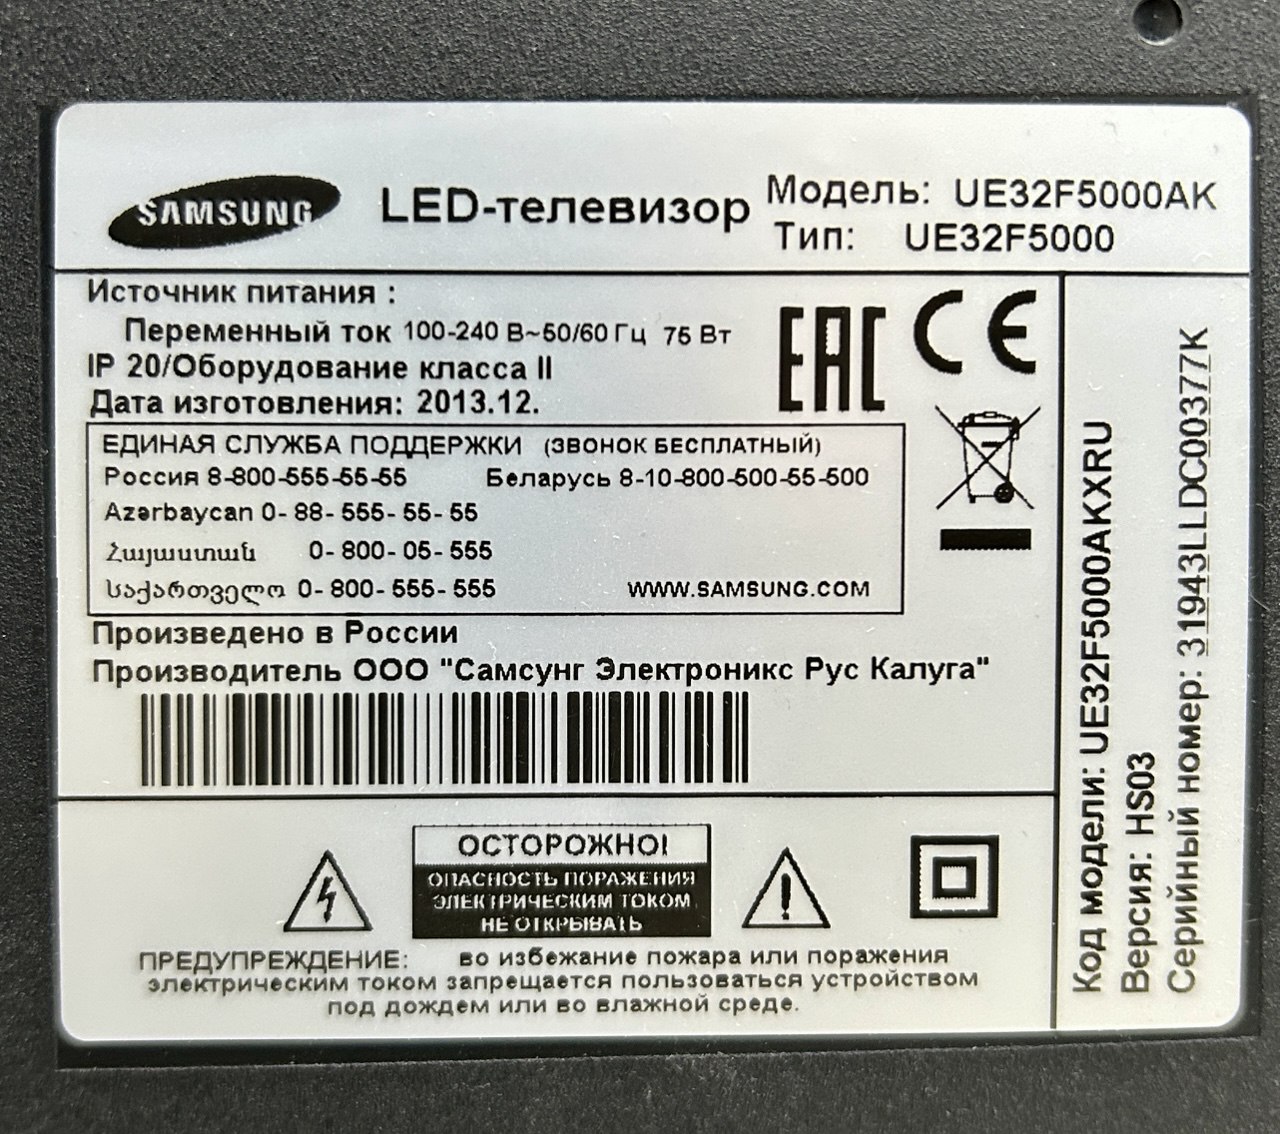 SAMSUNG
LED-телевизор
Модель: UE32F5000AK
Тип: UE32F5000
Источник питания :
Переменный ток 100-240 В~50/60 Гц 75 Вт
IP 20/Оборудование класса II
Дата изготовления: 2013.12.
EAC CE
ЕДИНАЯ СЛУЖБА ПОДДЕРЖКИ (ЗВОНОК БЕСПЛАТНЫЙ)
Россия 8-800-555-55-55 Беларусь 8-10-800-500-55-500
Azərbaycan 0- 88- 555- 55- 55
Հայաստան 0- 800- 05- 555
საქართველო 0- 800- 555- 555 WWW.SAMSUNG.COM
Произведено в России
Производитель ООО "Самсунг Электроникс Рус Калуга"
ОСТОРОЖНО!
ОПАСНОСТЬ ПОРАЖЕНИЯ
ЭЛЕКТРИЧЕСКИМ ТОКОМ
НЕ ОТКРЫВАТЬ
ПРЕДУПРЕЖДЕНИЕ: во избежание пожара или поражения
электрическим током запрещается пользоваться устройством
под дождем или во влажной среде.
Код модели: UE32F5000AKXRU
Версия: HS03
Серийный номер: 31943LLDC00377K